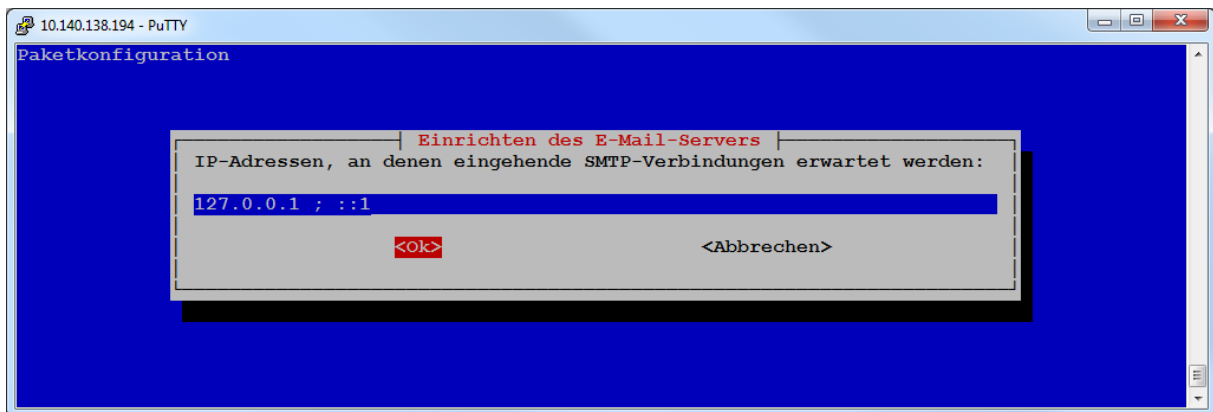 10.140.138.194 - PuTTY
Paketkonfiguration
Einrichten des E-Mail-Servers
IP-Adressen, an denen eingehende SMTP-Verbindungen erwartet werden:
127.0.0.1 ; ::1
<Ok> <Abbrechen>